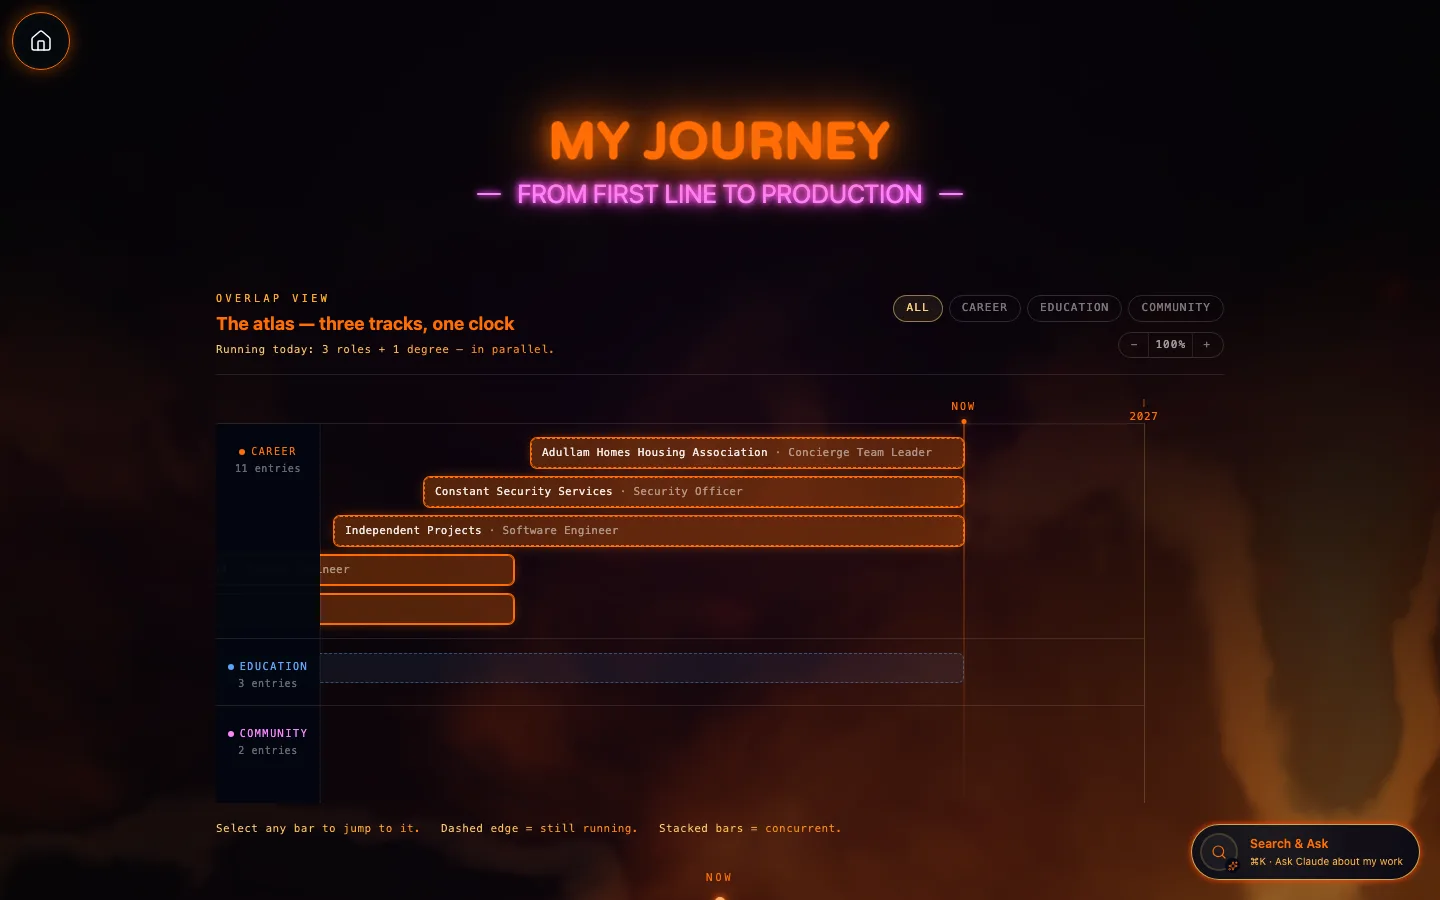 MY JOURNEY
— FROM FIRST LINE TO PRODUCTION —
OVERLAP VIEW
The atlas — three tracks, one clock
Running today: 3 roles + 1 degree — in parallel.
ALL CAREER EDUCATION COMMUNITY
− 100% +
NOW
2027
CAREER
11 entries
Adullam Homes Housing Association · Concierge Team Leader
Constant Security Services · Security Officer
Independent Projects · Software Engineer
neer
EDUCATION
3 entries
COMMUNITY
2 entries
Select any bar to jump to it. Dashed edge = still running. Stacked bars = concurrent.
NOW
Search & Ask
⌘K · Ask Claude about my work